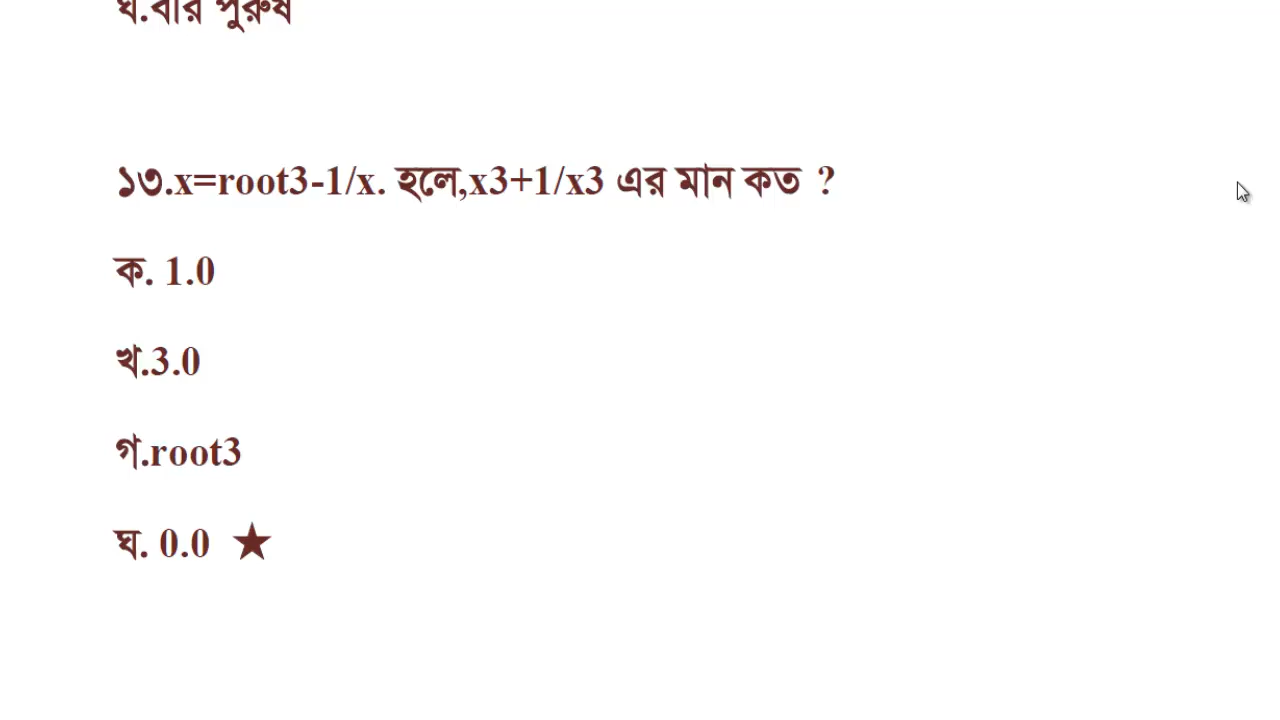 ঘ.বীর পুরুষ
১৩.x=root3-1/x. হলে,x3+1/x3 এর মান কত ?
ক. 1.0
খ.3.0
গ.root3
ঘ. 0.0 ★